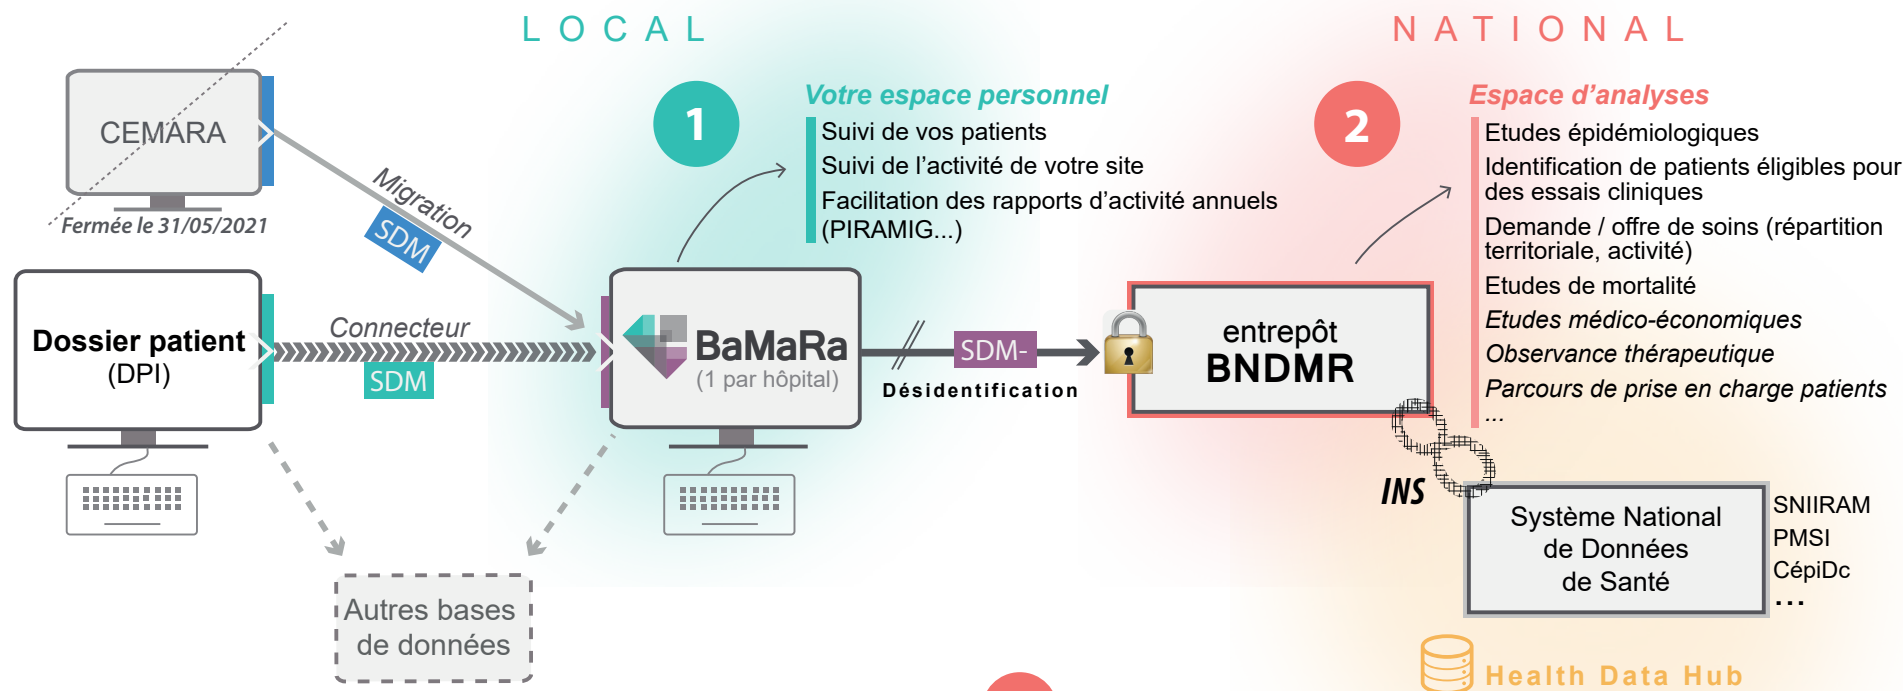 LOCAL
NATIONAL
CEMARA
Fermée le 31/05/2021
Migration
SDM
1
Votre espace personnel
Suivi de vos patients
Suivi de l’activité de votre site
Facilitation des rapports d’activité annuels
(PIRAMIG...)
2
Espace d’analyses
Etudes épidémiologiques
Identification de patients éligibles pour
des essais cliniques
Demande / offre de soins (répartition
territoriale, activité)
Etudes de mortalité
Etudes médico-économiques
Observance thérapeutique
Parcours de prise en charge patients
...
Dossier patient
(DPI)
Connecteur
SDM
BaMaRa
(1 par hôpital)
SDM-
Désidentification
entrepôt
BNDMR
INS
Système National
de Données
de Santé
SNIIRAM
PMSI
CépiDc
...
Autres bases
de données
Health Data Hub